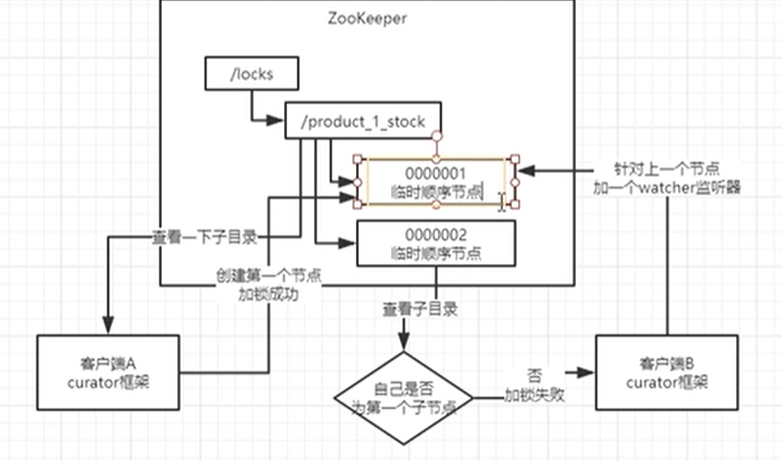 ZooKeeper
/locks
/product_1_stock
0000001
临时顺序节点
针对上一个节点
加一个watcher监听器
查看一下子目录
0000002
临时顺序节点
创建第一个节点
加锁成功
查看子目录
客户端A
curator框架
自己是否
为第一个子节点
否
加锁失败
客户端B
curator框架